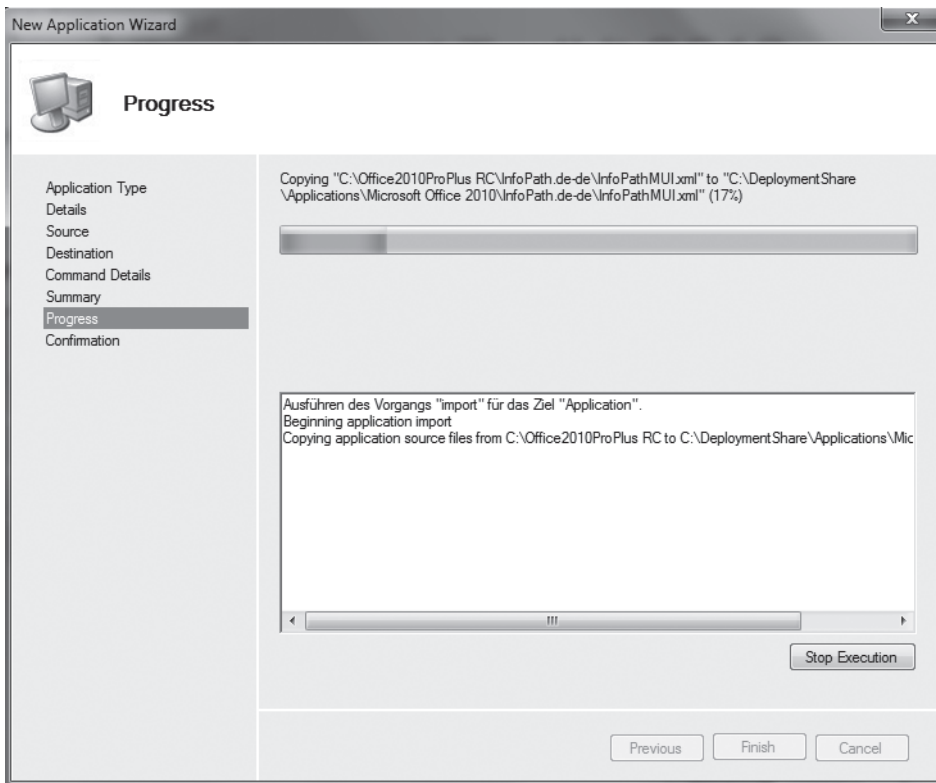 New Application Wizard
Progress
Application Type
Details
Source
Destination
Command Details
Summary
Progress
Confirmation
Copying "C:\Office2010ProPlus RC\InfoPath.de-de\InfoPathMUI.xml" to "C:\DeploymentShare
\Applications\Microsoft Office 2010\InfoPath.de-de\InfoPathMUI.xml" (17%)
Ausführen des Vorgangs "import" für das Ziel "Application".
Beginning application import
Copying application source files from C:\Office2010ProPlus RC to C:\DeploymentShare\Applications\Mic
Stop Execution
Previous
Finish
Cancel